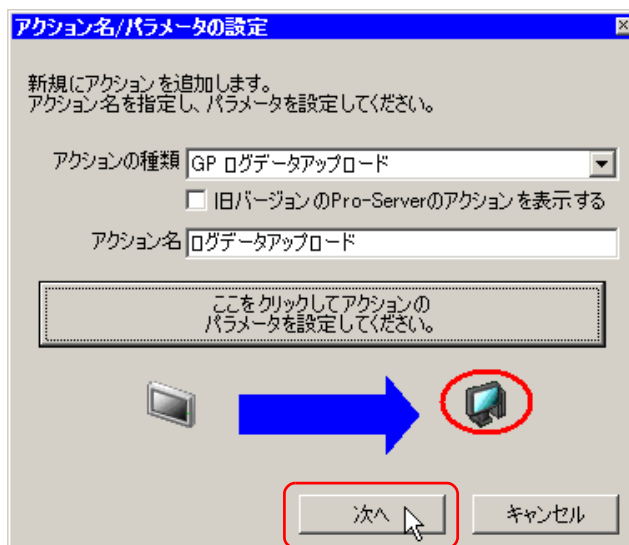 アクション名/パラメータの設定
新規にアクションを追加します。
アクション名を指定し、パラメータを設定してください。
アクションの種類 GP ログデータアップロード
旧バージョンのPro-Serverのアクションを表示する
アクション名 ログデータアップロード
ここをクリックしてアクションの
パラメータを設定してください。
次へ キャンセル